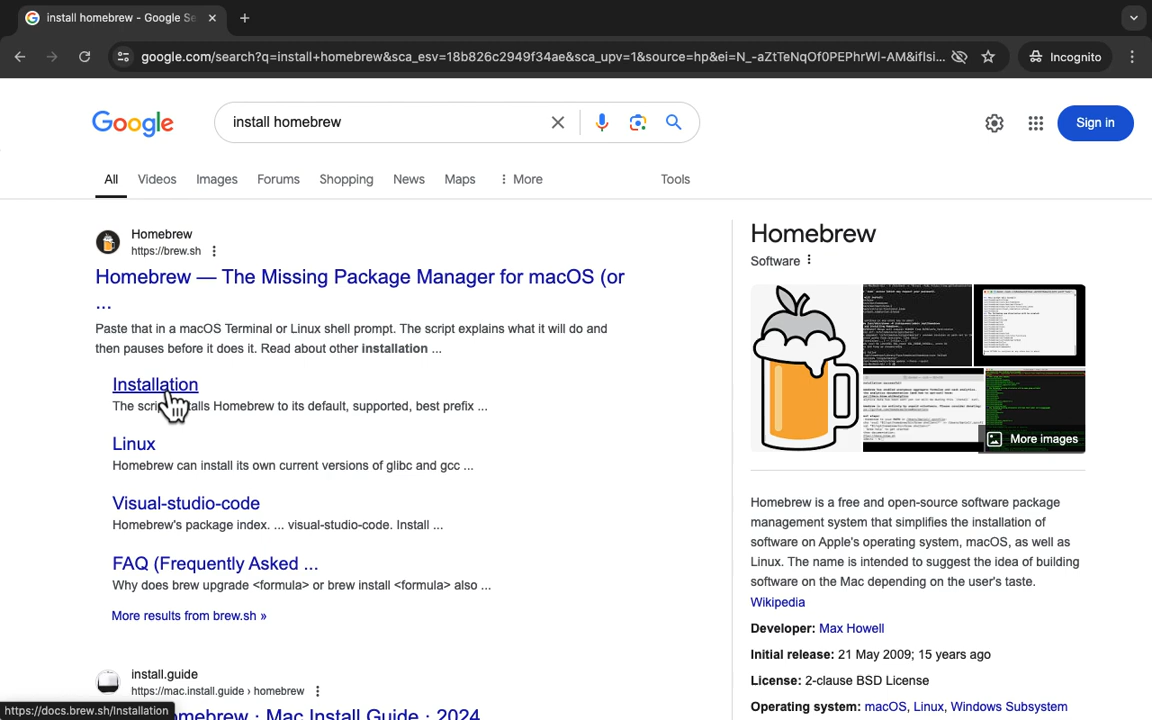 install homebrew - Google Se
google.com/search?q=install+homebrew&sca_esv=18b826c2949f34ae&sca_upv=1&source=hp&ei=N_-aZtTeNqOf0PEPhrWl-AM&iflsi...
Incognito
Google
install homebrew
Sign in
All Videos Images Forums Shopping News Maps More Tools
Homebrew
https://brew.sh
Homebrew — The Missing Package Manager for macOS (or
...
Paste that in a macOS Terminal or Linux shell prompt. The script explains what it will do and
then pauses before it does it. Read about other installation ...
Installation
The scri alls Homebrew to its default, supported, best prefix ...
Linux
Homebrew can install its own current versions of glibc and gcc ...
Visual-studio-code
Homebrew's package index. ... visual-studio-code. Install ...
FAQ (Frequently Asked ...
Why does brew upgrade <formula> or brew install <formula> also ...
More results from brew.sh »
install.guide
https://mac.install.guide › homebrew
mebrew · Mac Install Guide · 2024
https://docs.brew.sh/Installation
Homebrew
Software
More images
Homebrew is a free and open-source software package
management system that simplifies the installation of
software on Apple's operating system, macOS, as well as
Linux. The name is intended to suggest the idea of building
software on the Mac depending on the user's taste.
Wikipedia
Developer: Max Howell
Initial release: 21 May 2009; 15 years ago
License: 2-clause BSD License
Operating system: macOS, Linux, Windows Subsystem